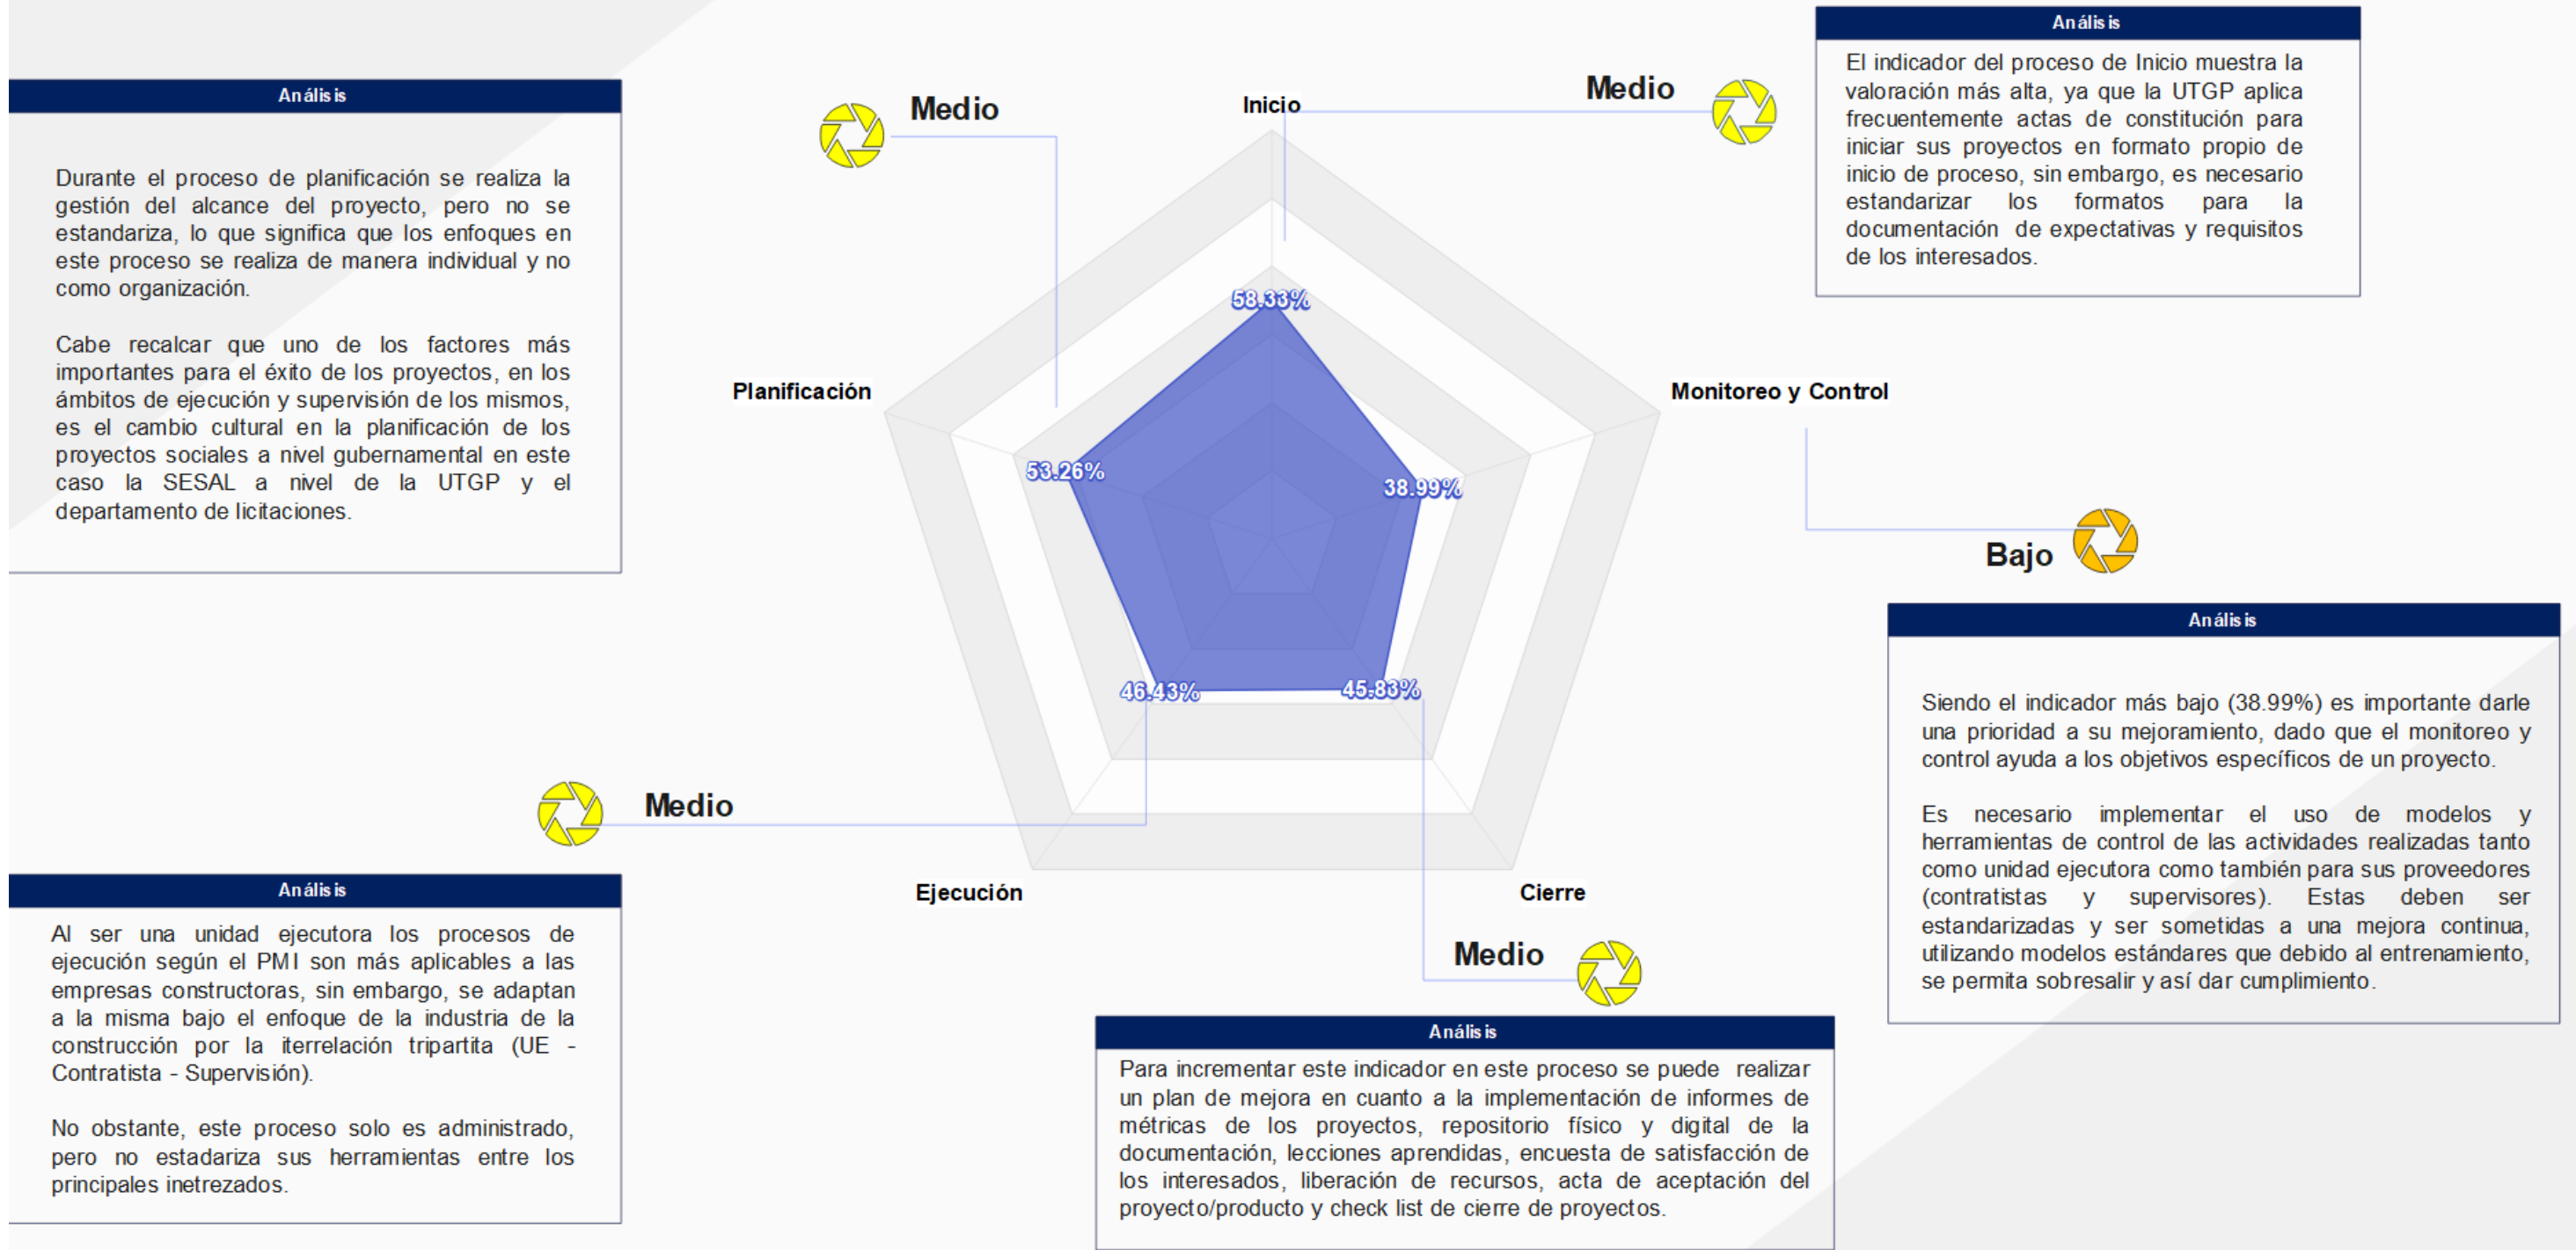 Análisis
Durante el proceso de planificación se realiza la
gestión del alcance del proyecto, pero no se
estandariza, lo que significa que los enfoques en
este proceso se realiza de manera individual y no
como organización.
Cabe recalcar que uno de los factores más
importantes para el éxito de los proyectos, en los
ámbitos de ejecución y supervisión de los mismos,
es el cambio cultural en la planificación de los
proyectos sociales a nivel gubernamental en este
caso la SESAL a nivel de la UTGP y el
departamento de licitaciones.
Medio
Inicio
Medio
Análisis
El indicador del proceso de Inicio muestra la
valoración más alta, ya que la UTGP aplica
frecuentemente actas de constitución para
iniciar sus proyectos en formato propio de
inicio de proceso, sin embargo, es necesario
estandarizar los formatos para la
documentación de expectativas y requisitos
de los interesados.
58.33%
Planificación
Monitoreo y Control
53.26%
38.99%
Bajo
46.43%
45.83%
Medio
Ejecución
Cierre
Medio
Análisis
Siendo el indicador más bajo (38.99%) es importante darle
una prioridad a su mejoramiento, dado que el monitoreo y
control ayuda a los objetivos específicos de un proyecto.
Es necesario implementar el uso de modelos y
herramientas de control de las actividades realizadas tanto
como unidad ejecutora como también para sus proveedores
(contratistas y supervisores). Estas deben ser
estandarizadas y ser sometidas a una mejora continua,
utilizando modelos estándares que debido al entrenamiento,
se permita sobresalir y así dar cumplimiento.
Análisis
Al ser una unidad ejecutora los procesos de
ejecución según el PMI son más aplicables a las
empresas constructoras, sin embargo, se adaptan
a la misma bajo el enfoque de la industria de la
construcción por la iterrelación tripartita (UE -
Contratista - Supervisión).
No obstante, este proceso solo es administrado,
pero no estadariza sus herramientas entre los
principales inetrezados.
Análisis
Para incrementar este indicador en este proceso se puede realizar
un plan de mejora en cuanto a la implementación de informes de
métricas de los proyectos, repositorio físico y digital de la
documentación, lecciones aprendidas, encuesta de satisfacción de
los interesados, liberación de recursos, acta de aceptación del
proyecto/producto y check list de cierre de proyectos.